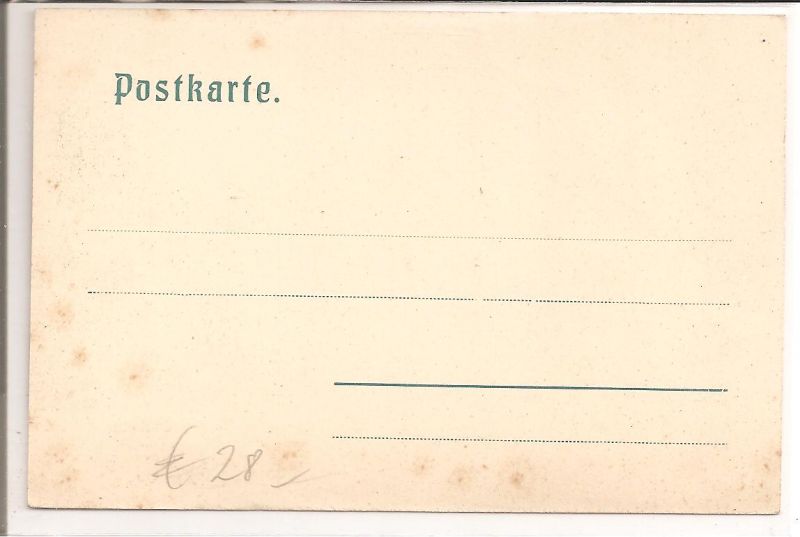 Postkarte.
€ 28 –